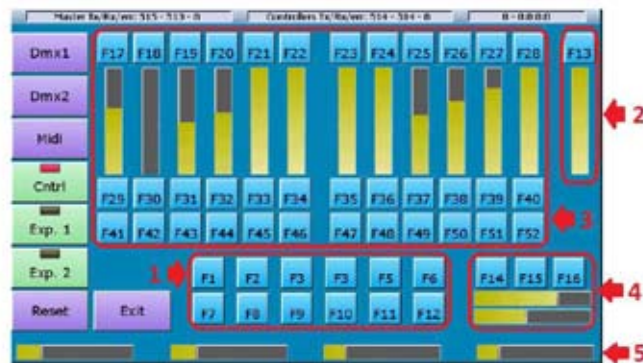 Master Tx/Rx/err: 515 - 513 - 0 Controllers Tx/Rx/err: 514 - 514 - 0 0 - 0.0.0.0
Dmx1 F17 F18 F19 F20 F21 F22 F23 F24 F25 F26 F27 F28 F13
Dmx2 2
Midi
Cntrl F29 F30 F31 F32 F33 F34 F35 F36 F37 F38 F39 F40
Exp. 1 F41 F42 F43 F44 F45 F46 F47 F48 F49 F50 F51 F52 3
Exp. 2 1 F1 F2 F3 F3 F5 F6 F14 F15 F16 4
Reset Exit F7 F8 F9 F10 F11 F12
5